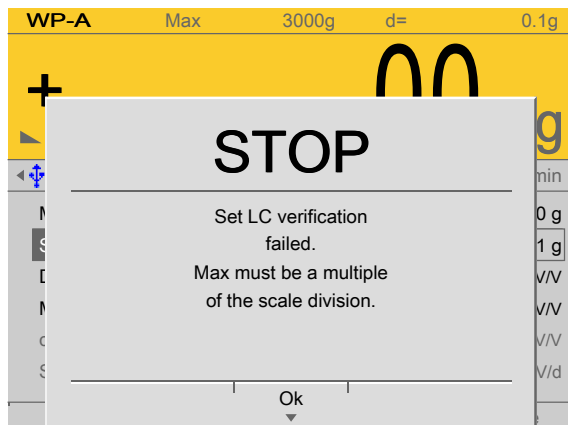 WP-A Max 3000g d= 0.1g
+ 00
g
min
STOP
Set LC verification
failed.
Max must be a multiple
of the scale division.
0 g
1 g
V/V
V/V
V/V
V/d
Ok